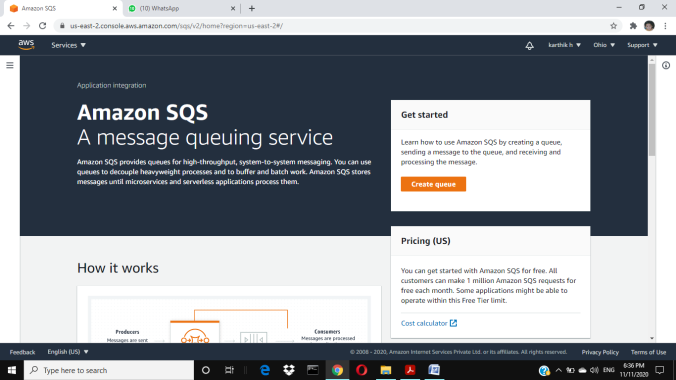 Amazon SQS
(10) WhatsApp
us-east-2.console.aws.amazon.com/sqs/v2/home?region=us-east-2#/
aws
Services
karthik h
Ohio
Support
Application integration
Amazon SQS
A message queuing service
Amazon SQS provides queues for high-throughput, system-to-system messaging. You can use
queues to decouple heavyweight processes and to buffer and batch work. Amazon SQS stores
messages until microservices and serverless applications process them.
Get started
Learn how to use Amazon SQS by creating a queue,
sending a message to the queue, and receiving and
processing the message.
Create queue
Pricing (US)
You can get started with Amazon SQS for free. All
customers can make 1 million Amazon SQS requests for
free each month. Some applications might be able to
operate within this Free Tier limit.
Cost calculator
How it works
Producers
Messages are sent
Consumers
Messages are processed
Feedback
English (US)
© 2008 - 2020, Amazon Internet Services Private Ltd. or its affiliates. All rights reserved.
Privacy Policy
Terms of Use
Type here to search
ENG
6:36 PM
11/11/2020